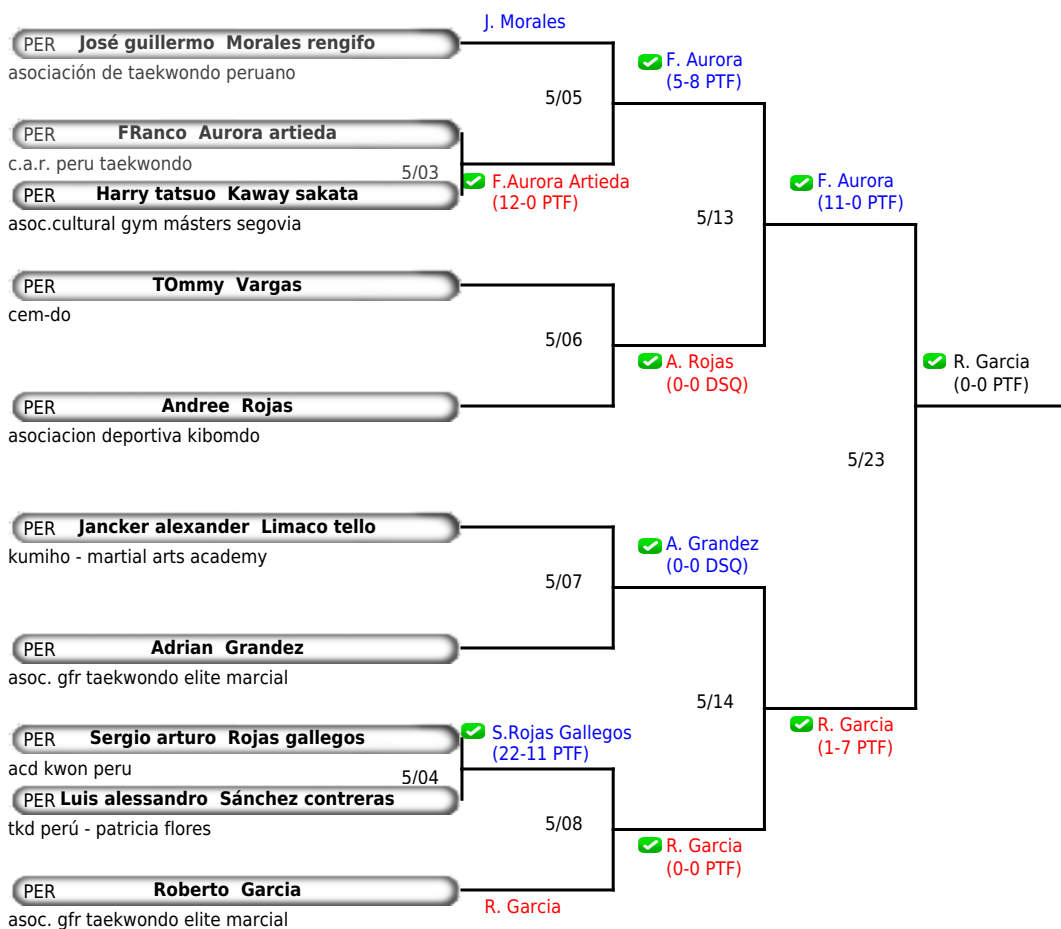 J. Morales
PER José guillermo Morales rengifo
asociación de taekwondo peruano
F. Aurora
(5-8 PTF)
5/05
PER FRanco Aurora artieda
c.a.r. peru taekwondo
5/03
F.Aurora Artieda
(12-0 PTF)
PER Harry tatsuo Kaway sakata
asoc.cultural gym másters segovia
F. Aurora
(11-0 PTF)
5/13
PER TOmmy Vargas
cem-do
5/06
A. Rojas
(0-0 DSQ)
PER Andree Rojas
asociacion deportiva kibomdo
R. Garcia
(0-0 PTF)
5/23
PER Jancker alexander Limaco tello
kumiho - martial arts academy
A. Grandez
(0-0 DSQ)
5/07
PER Adrian Grandez
asoc. gfr taekwondo elite marcial
5/14
R. Garcia
(1-7 PTF)
PER Sergio arturo Rojas gallegos
acd kwon peru
S.Rojas Gallegos
(22-11 PTF)
5/04
PER Luis alessandro Sánchez contreras
tkd perú - patricia flores
5/08
R. Garcia
(0-0 PTF)
PER Roberto Garcia
asoc. gfr taekwondo elite marcial
R. Garcia